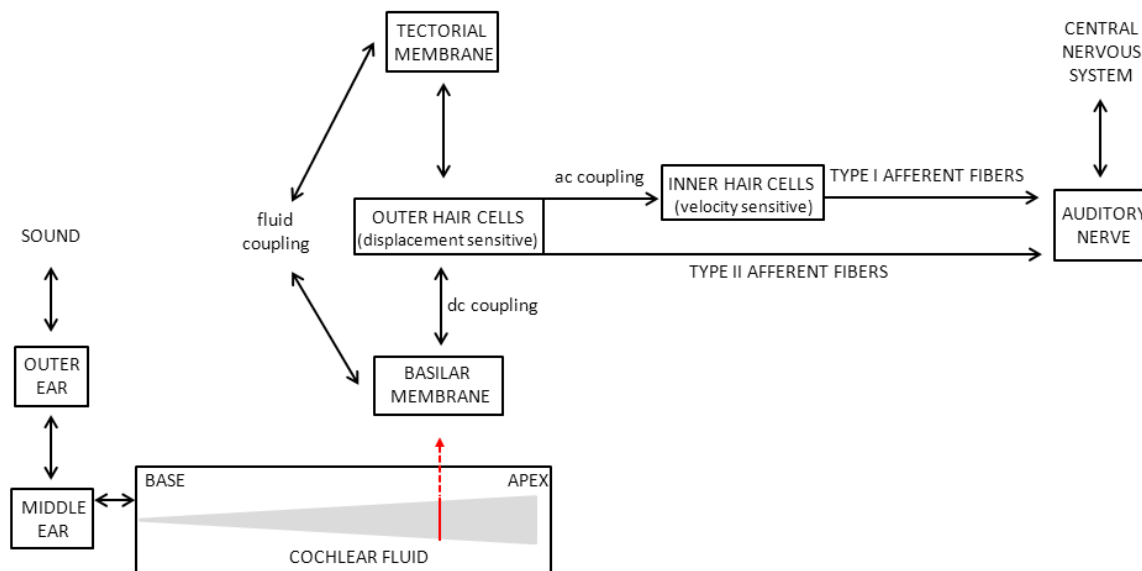 TECTORIAL
MEMBRANE
CENTRAL
NERVOUS
SYSTEM
ac coupling
INNER HAIR CELLS
(velocity sensitive)
TYPE I AFFERENT FIBERS
OUTER HAIR CELLS
(displacement sensitive)
AUDITORY
NERVE
fluid
coupling
SOUND
TYPE II AFFERENT FIBERS
dc coupling
OUTER
EAR
BASILAR
MEMBRANE
BASE
APEX
MIDDLE
EAR
COCHLEAR FLUID